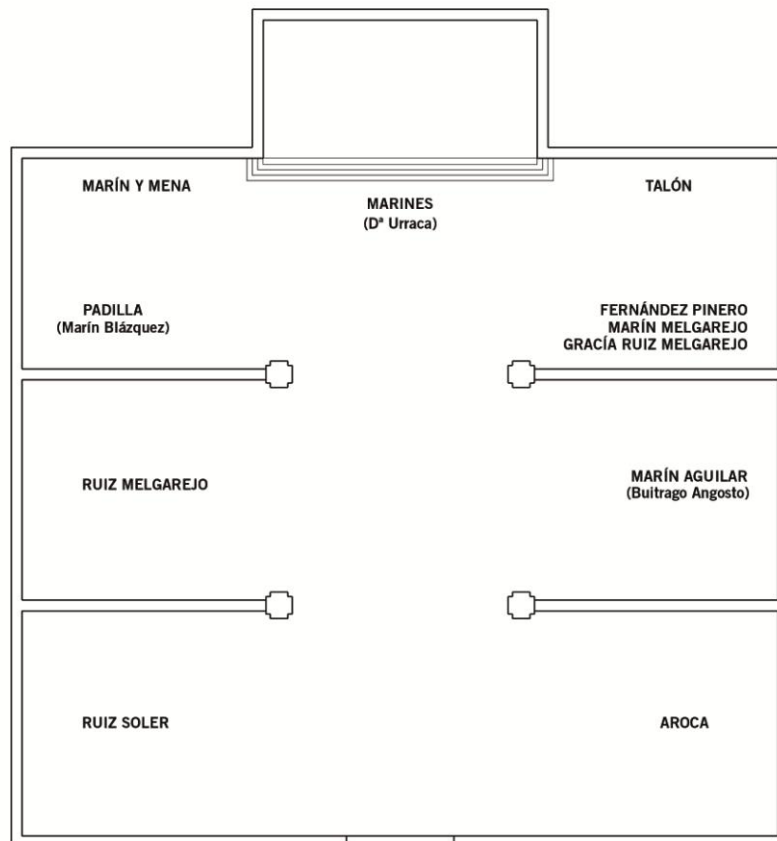 MARÍN Y MENA
TALÓN
MARINES
(Dª Urraca)
PADILLA
(Marín Blázquez)
FERNÁNDEZ PINERO
MARÍN MELGAREJO
GRACÍA RUIZ MELGAREJO
RUIZ MELGAREJO
MARÍN AGUILAR
(Buitrago Angosto)
RUIZ SOLER
AROCA